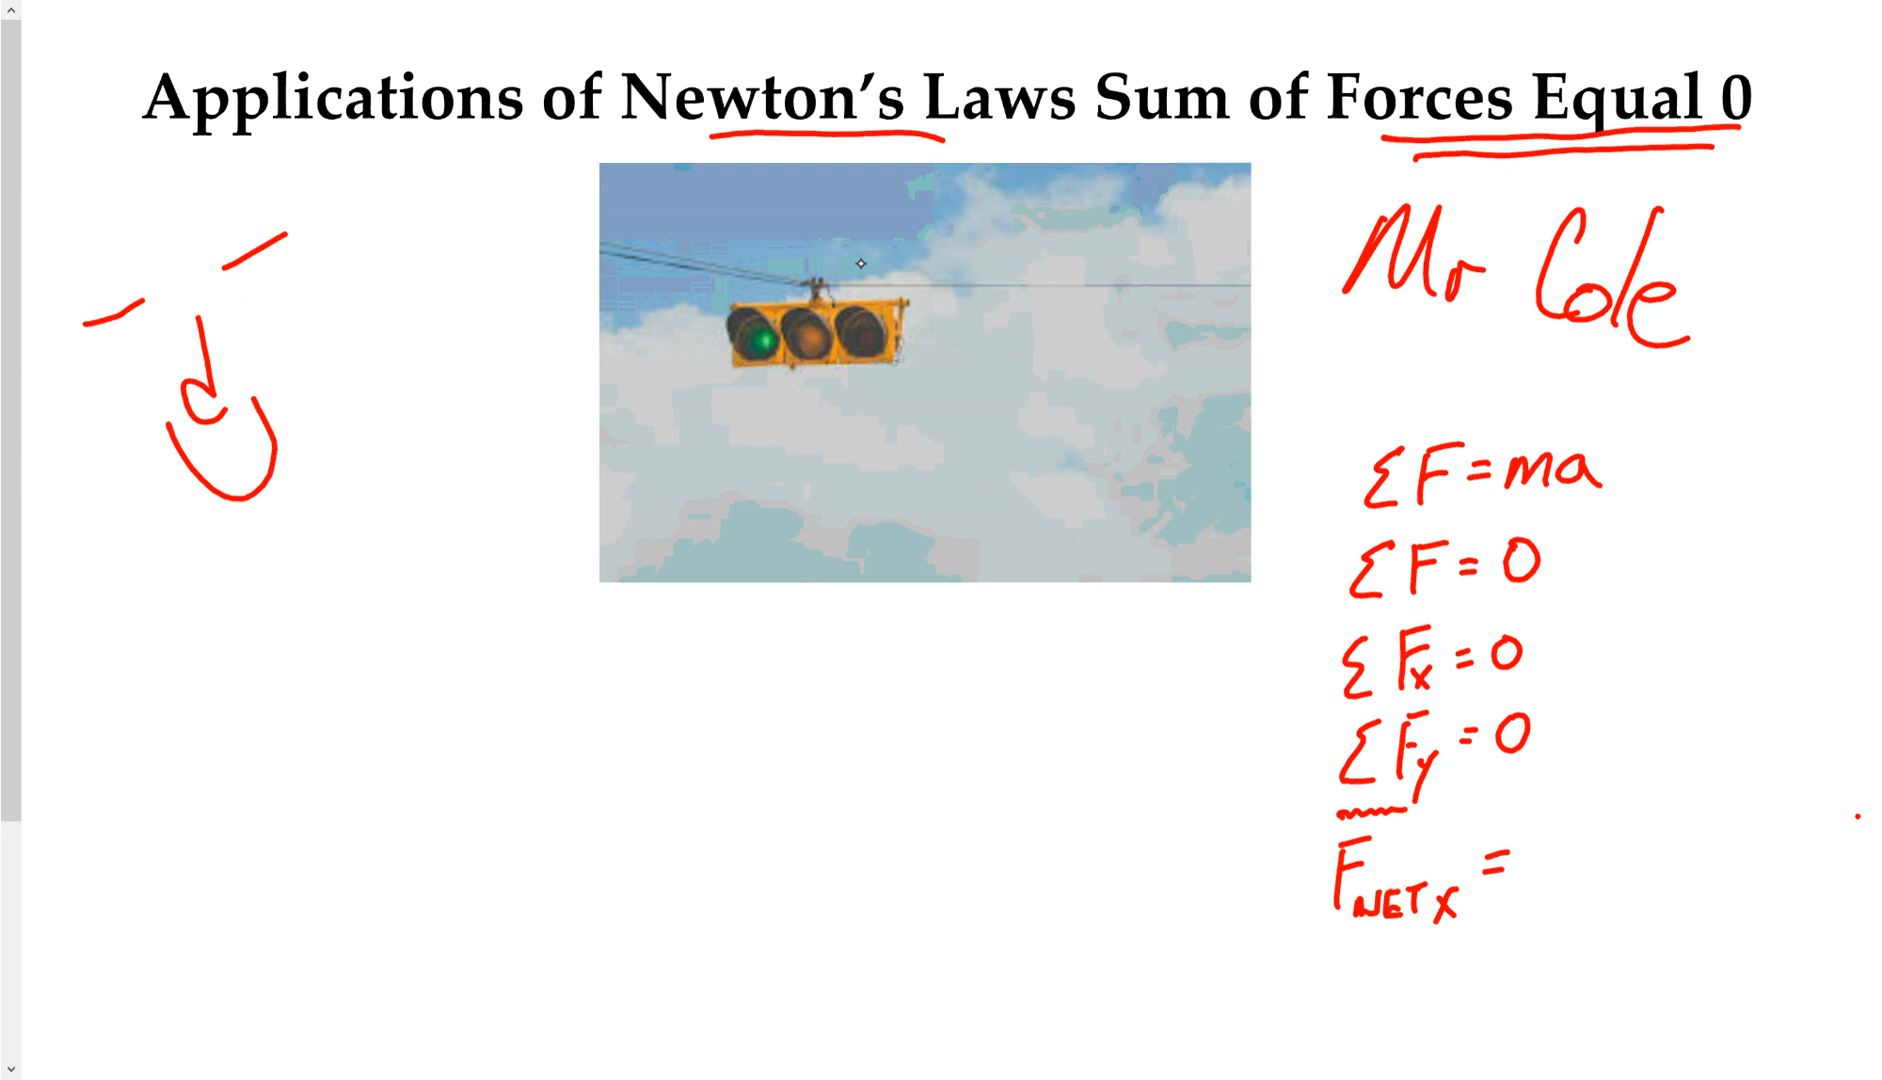 Applications of Newton’s Laws Sum of Forces Equal 0
Mr Cole
ΣF=ma
ΣF=0
ΣFx=0
ΣFy=0
FNETX=